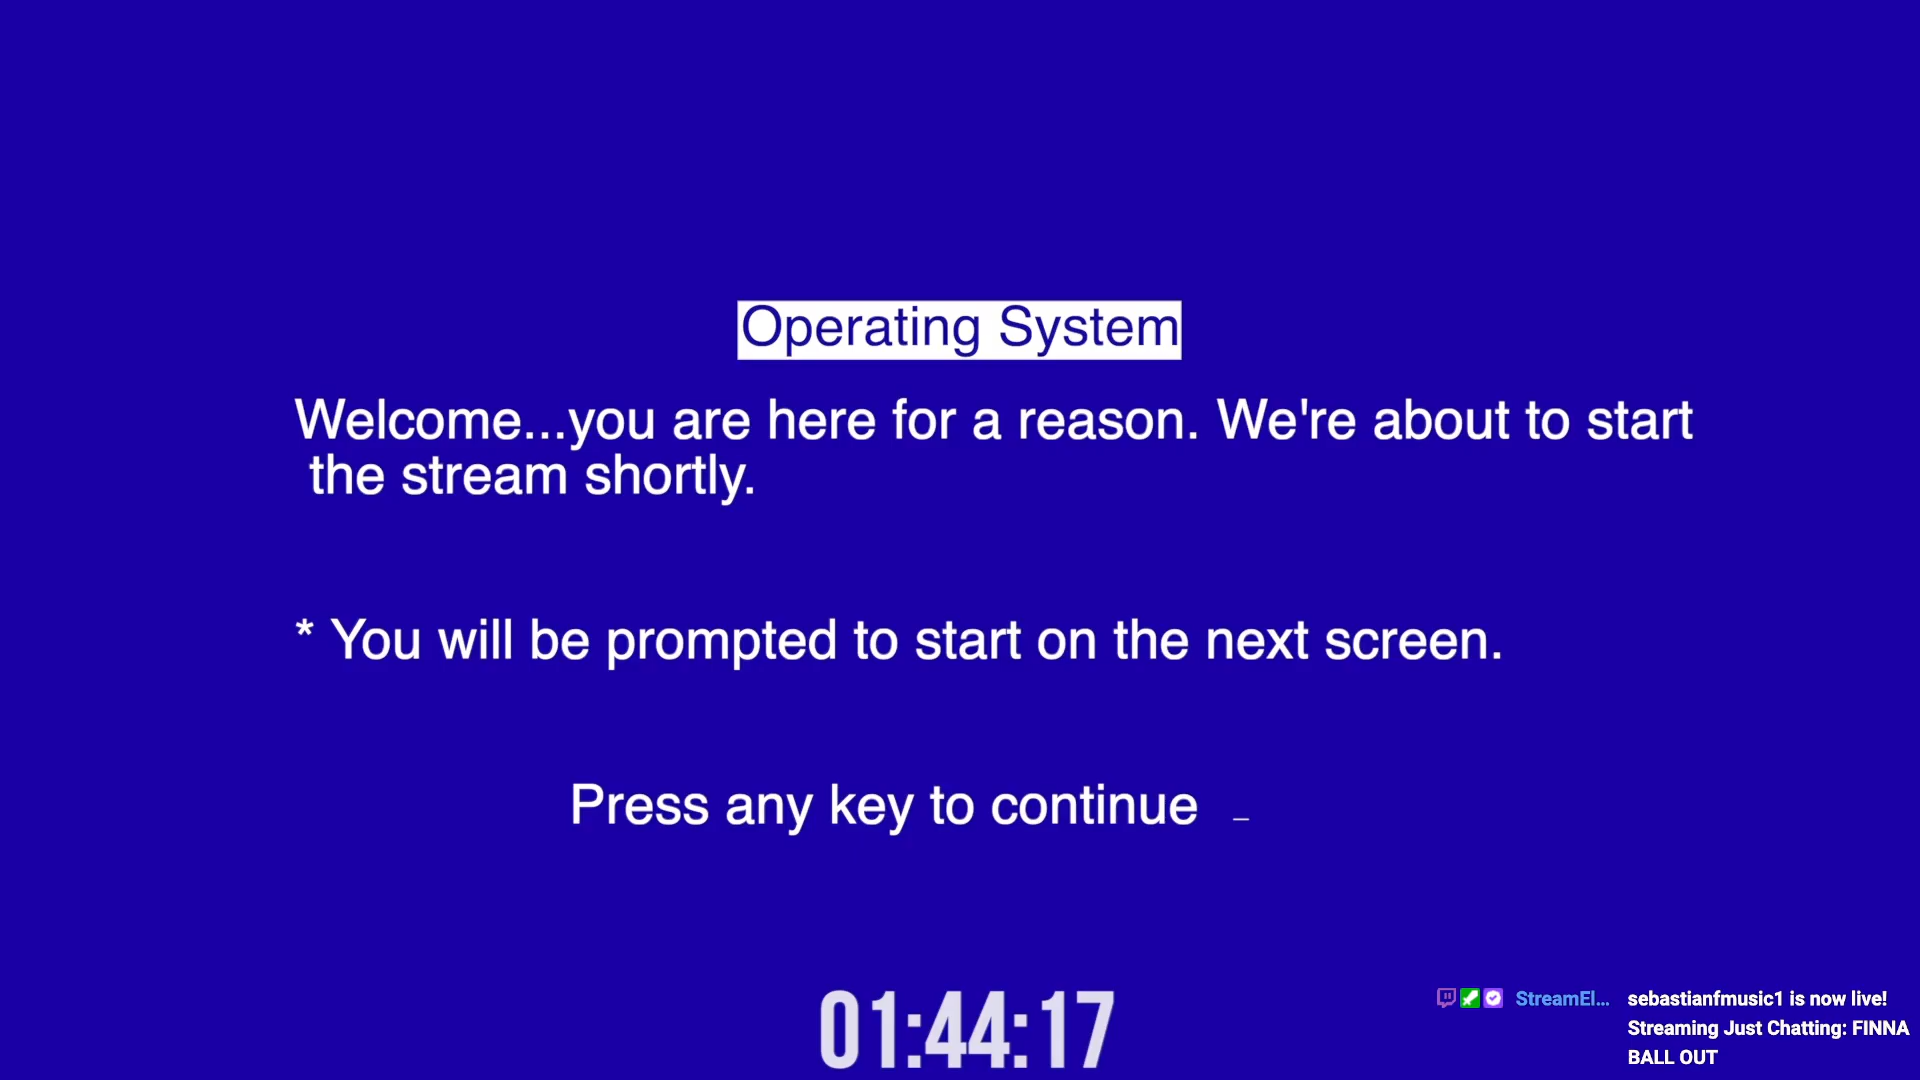 Operating System
Welcome...you are here for a reason. We're about to start
the stream shortly.
* You will be prompted to start on the next screen.
Press any key to continue _
01:44:17
StreamEl... sebastianfmusic1 is now live!
Streaming Just Chatting: FINNA
BALL OUT